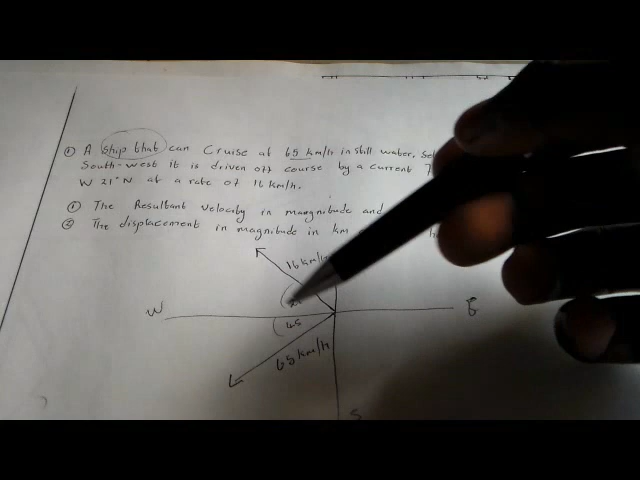 ① A ship that can Cruise at 65 km/h in still water. Set
South-west it is driven off course by a current
W 21° N at a rate of 16 km/h.
① The Resultant velocity in mangnitude and
② The displacement in magnitude in km
16 km/h
W
21
E
45
65 km/h
S